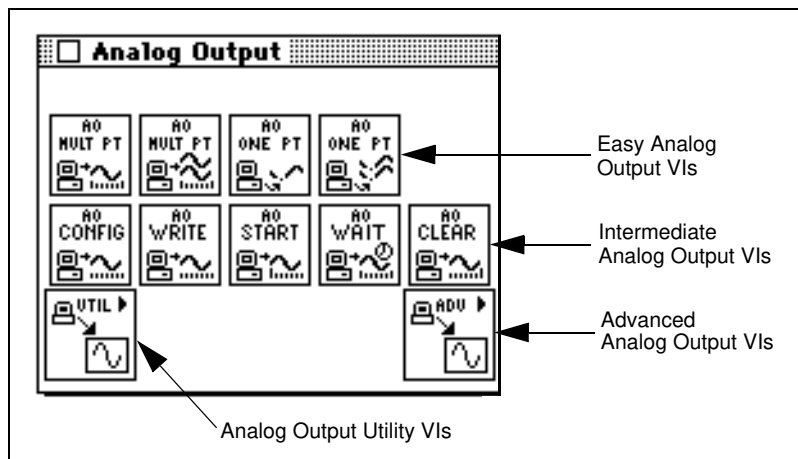 Analog Output
AO MULT PT
AO MULT PT
AO ONE PT
AO ONE PT
Easy Analog
Output VIs
AO CONFIG
AO WRITE
AO START
AO WAIT
AO CLEAR
Intermediate
Analog Output VIs
UTIL
ADV
Advanced
Analog Output VIs
Analog Output Utility VIs